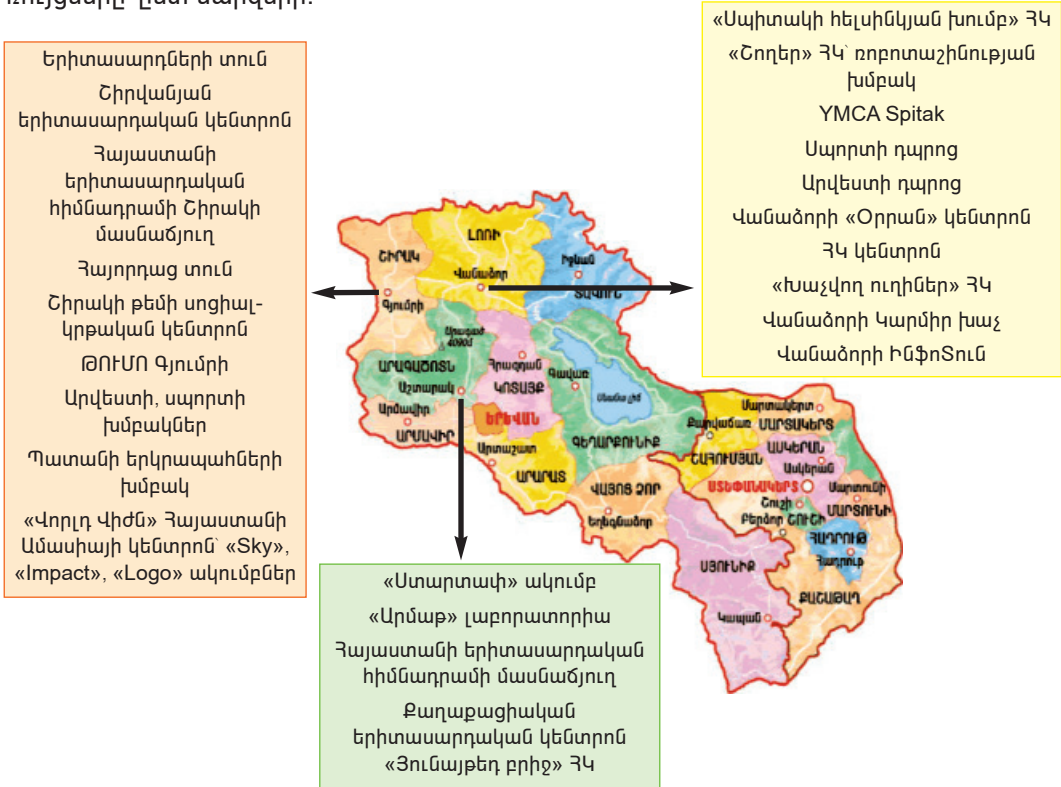 ռույցները ըստ մարզերի:
Երիտասարդների տուն
Շիրվանյան
երիտասարդական կենտրոն
Հայաստանի
երիտասարդական
հիմնադրամի Շիրակի
մասնաճյուղ
Հայորդաց տուն
Շիրակի թեմի սոցիալ-
կրթական կենտրոն
ԹՈՒՄՈ Գյումրի
Արվեստի, սպորտի
խմբակներ
Պատանի երկրապահների
խմբակ
«Վորլդ Վիժն» Հայաստանի
Ամասիայի կենտրոն՝ «Sky»,
«Impact», «Logo» ակումբներ
«Սպիտակի հելսինկյան խումբ» ՀԿ
«Շողեր» ՀԿ՝ ռոբոտաշինության
խմբակ
YMCA Spitak
Սպորտի դպրոց
Արվեստի դպրոց
Վանաձորի «Օրրան» կենտրոն
ՀԿ կենտրոն
«Խաչվող ուղիներ» ՀԿ
Վանաձորի Կարմիր խաչ
Վանաձորի ԻնֆոՏուն
ՇԻՐԱԿ
Գյումրի
ԼՈՌԻ
Վանաձոր
Իջևան
ՏԱՎՈՒՇ
Արագած
4090մ
ԱՐԱԳԱԾՈՏՆ
Աշտարակ
Հրազդան
ԿՈՏԱՅՔ
Գավառ
Սևանա լիճ
ԳԵՂԱՐՔՈՒՆԻՔ
Արմավիր
ԱՐՄԱՎԻՐ
ԵՐԵՎԱՆ
Արտաշատ
ԱՐԱՐԱՏ
ՎԱՅՈՑ ՁՈՐ
Եղեգնաձոր
ՍՅՈՒՆԻՔ
Կապան
Մարտակերտ
ՄԱՐՏԱԿԵՐՏ
Քարվաճառ
ՇԱՀՈՒՄՅԱՆ
ԱՍԿԵՐԱՆ
Ասկերան
ՍՏԵՓԱՆԱԿԵՐՏ
Շուշի
ՇՈՒՇԻ
Բերձոր
Մարտունի
ՄԱՐՏՈՒՆԻ
ՀԱԴՐՈՒԹ
Հադրութ
ՔԱՇԱԹԱՂ
«Ստարտափ» ակումբ
«Արմաթ» լաբորատորիա
Հայաստանի երիտասարդական
հիմնադրամի մասնաճյուղ
Քաղաքացիական
երիտասարդական կենտրոն
«Յունայթեդ բրիջ» ՀԿ